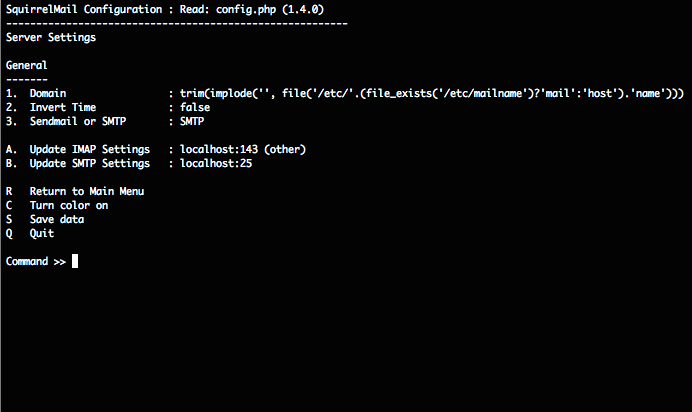 SquirrelMail Configuration : Read: config.php (1.4.0)
---------------------------------------------------------
Server Settings
General
-------
1.  Domain                 : trim(implode('', file('/etc/'.(file_exists('/etc/mailname')?'mail':'host').'name')))
2.  Invert Time            : false
3.  Sendmail or SMTP       : SMTP
A.  Update IMAP Settings   : localhost:143 (other)
B.  Update SMTP Settings   : localhost:25
R   Return to Main Menu
C   Turn color on
S   Save data
Q   Quit
Command >>